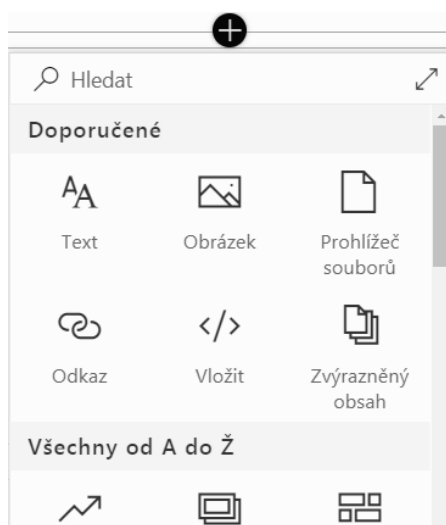 Hledat
Doporučené
Text
Obrázek
Prohlížeč
souborů
Odkaz
Vložit
Zvýrazněný
obsah
Všechny od A do Ž